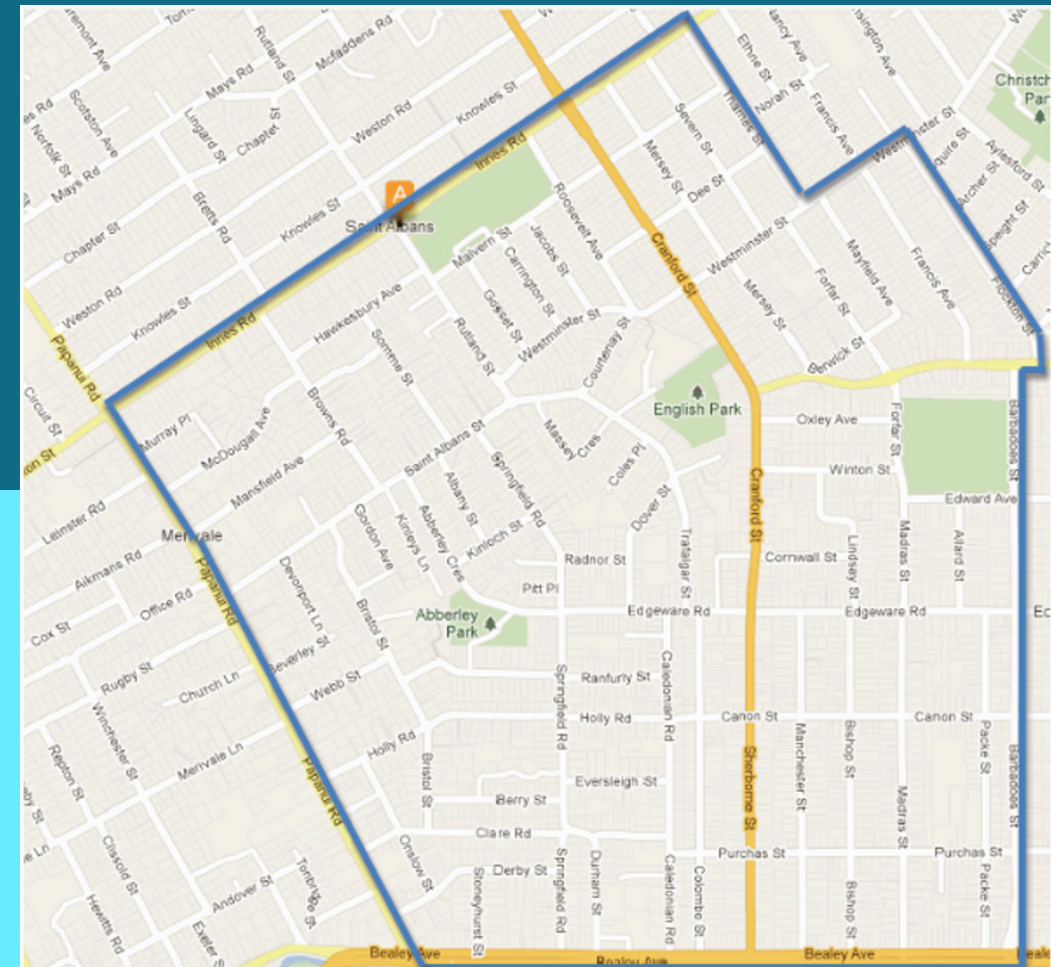 Rutland St
Mcfaddens Rd
Mays Rd
Scotston Ave
Norfolk St
Lingard St
Chapter St
Mays Rd
Weston Rd
Knowles St
Innes Rd
Ethne St
Nancy Ave
Norah St
Francis Ave
Thames St
Severn St
Mersey St
Dee St
Westminster St
Aylesford St
Archer St
Speight St
Flockton St
A
Saint Albans
Bretts Rd
Knowles St
Chapter St
Weston Rd
Knowles St
Innes Rd
Papanui Rd
Circuit St
Malvern St
Roosevelt Ave
Jacobs St
Carrington St
Gosset St
Westminster St
Courtenay St
Cranford St
Westminster St
Mersey St
Forfar St
Mayfield Ave
Francis Ave
Berwick St
Hawkesbury Ave
Somme St
Rutland St
Browns Rd
Murray Pl
McDougall Ave
Mansfield Ave
Saint Albans St
Massey Cres
Coles Pl
English Park
Oxley Ave
Forfar St
Barbadoes St
Winton St
Edward Ave
Leinster Rd
Merivale
Aikmans Rd
Office Rd
Cox St
Rugby St
Papanui Rd
Church Ln
Devonport Ln
Beverley St
Webb St
Gordon Ave
Kinleys Ln
Abberley Cres
Albany St
Springfield Rd
Kinloch St
Dover St
Trafalgar St
Cranford St
Radnor St
Pitt Pl
Cornwall St
Lindsey St
Madras St
Allard St
Bristol St
Abberley
Park
Edgeware Rd
Edgeware Rd
Ranfurly St
Springfield Rd
Caledonian Rd
Holly Rd
Canon St
Canon St
Winchester St
Merivale Ln
Repton St
Papanui Rd
Holly Rd
Bristol St
Eversleigh St
Berry St
Clare Rd
Sherborne St
Manchester St
Bishop St
Madras St
Packe St
Barbadoes St
Purchas St
Purchas St
Clissold St
Hewitts Rd
Andover St
Exeter St
Tonbridge St
Onslow St
Derby St
Stoneyhurst St
Springfield Rd
Durham St
Caledonian Rd
Colombo St
Bishop St
Packe St
Bealey Ave
Bealey Ave
Bealey Ave